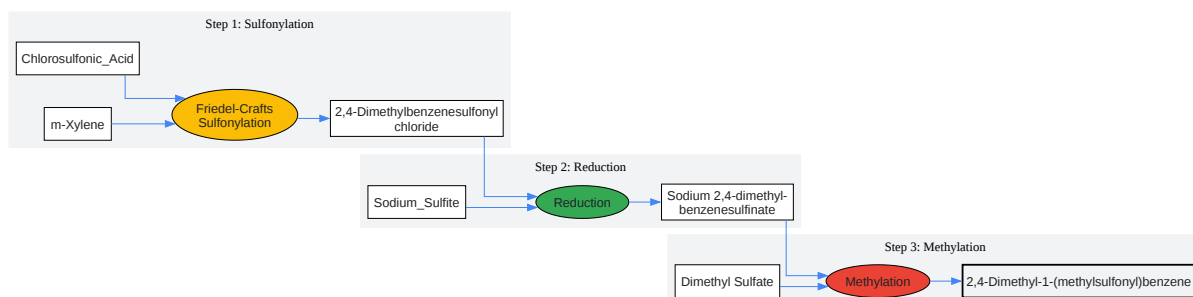 Step 1: Sulfonylation
Chlorosulfonic_Acid
m-Xylene
Friedel-Crafts
Sulfonylation
2,4-Dimethylbenzenesulfonyl
chloride
Step 2: Reduction
Sodium_Sulfite
Reduction
Sodium 2,4-dimethyl-
benzenesulfinate
Step 3: Methylation
Dimethyl Sulfate
Methylation
2,4-Dimethyl-1-(methylsulfonyl)benzene